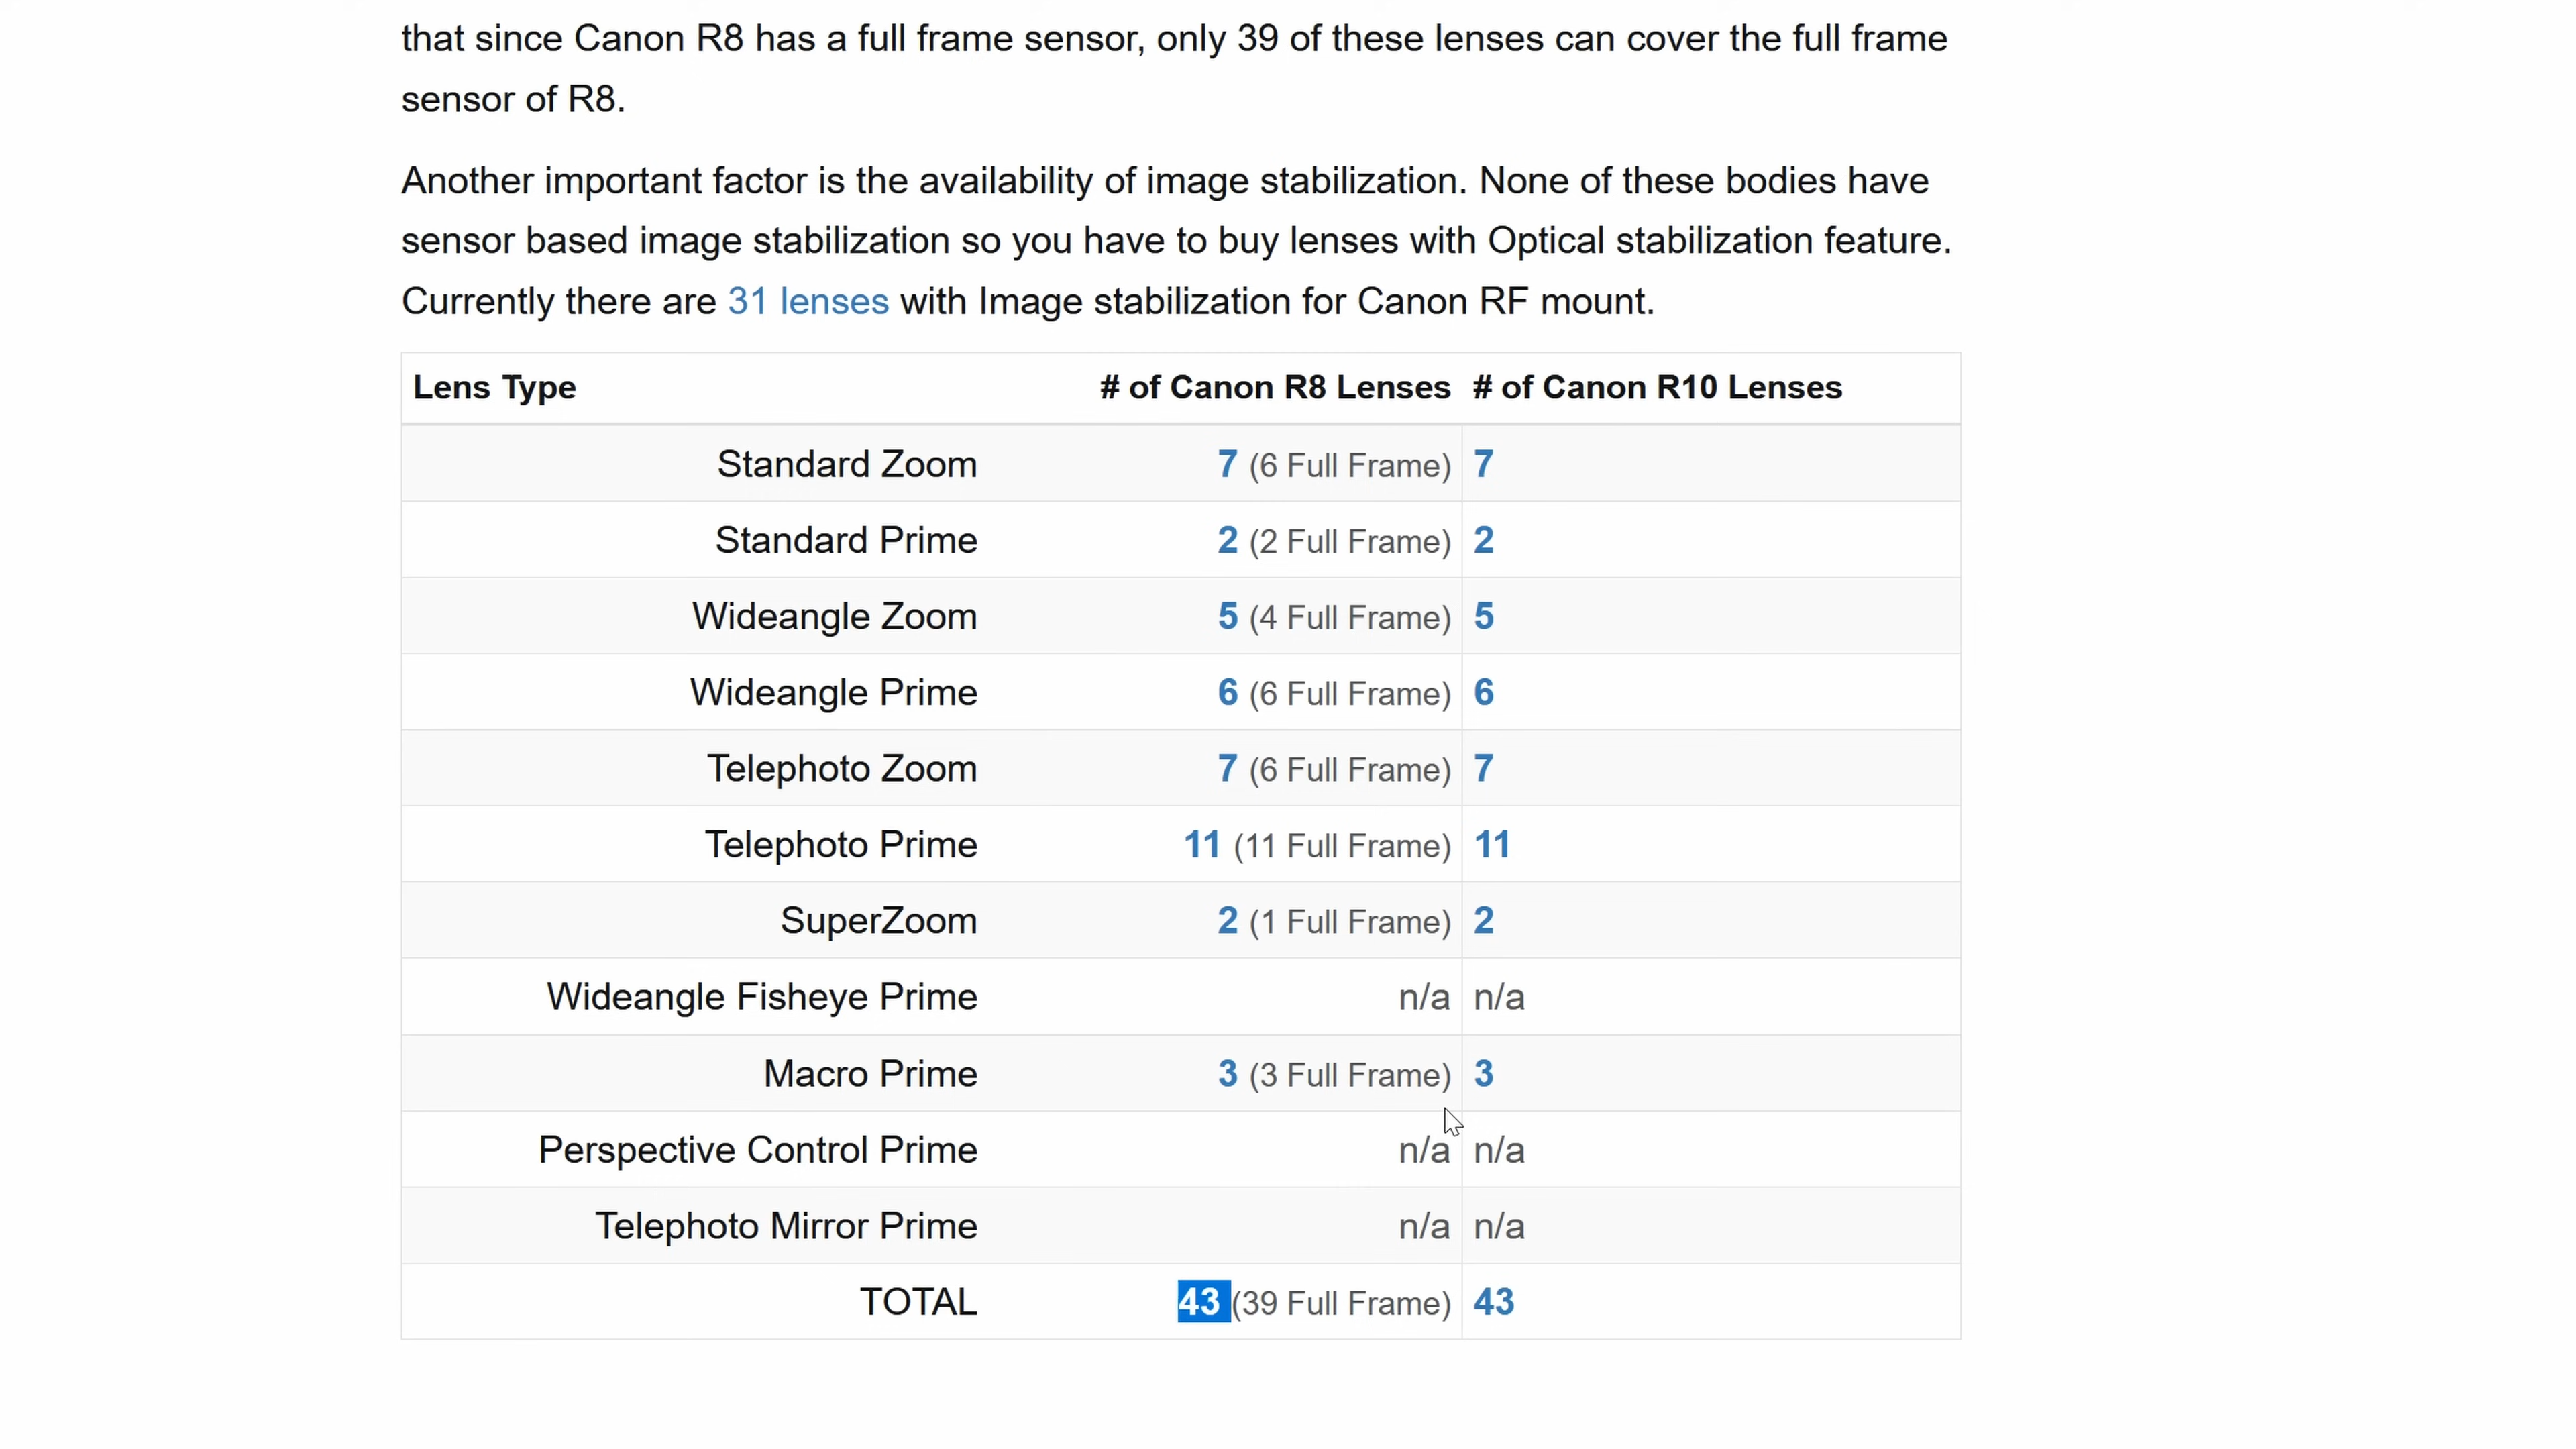 that since Canon R8 has a full frame sensor, only 39 of these lenses can cover the full frame
sensor of R8.
Another important factor is the availability of image stabilization. None of these bodies have
sensor based image stabilization so you have to buy lenses with Optical stabilization feature.
Currently there are 31 lenses with Image stabilization for Canon RF mount.
Lens Type # of Canon R8 Lenses # of Canon R10 Lenses
Standard Zoom 7 (6 Full Frame) 7
Standard Prime 2 (2 Full Frame) 2
Wideangle Zoom 5 (4 Full Frame) 5
Wideangle Prime 6 (6 Full Frame) 6
Telephoto Zoom 7 (6 Full Frame) 7
Telephoto Prime 11 (11 Full Frame) 11
SuperZoom 2 (1 Full Frame) 2
Wideangle Fisheye Prime n/a n/a
Macro Prime 3 (3 Full Frame) 3
Perspective Control Prime n/a n/a
Telephoto Mirror Prime n/a n/a
TOTAL 43 (39 Full Frame) 43